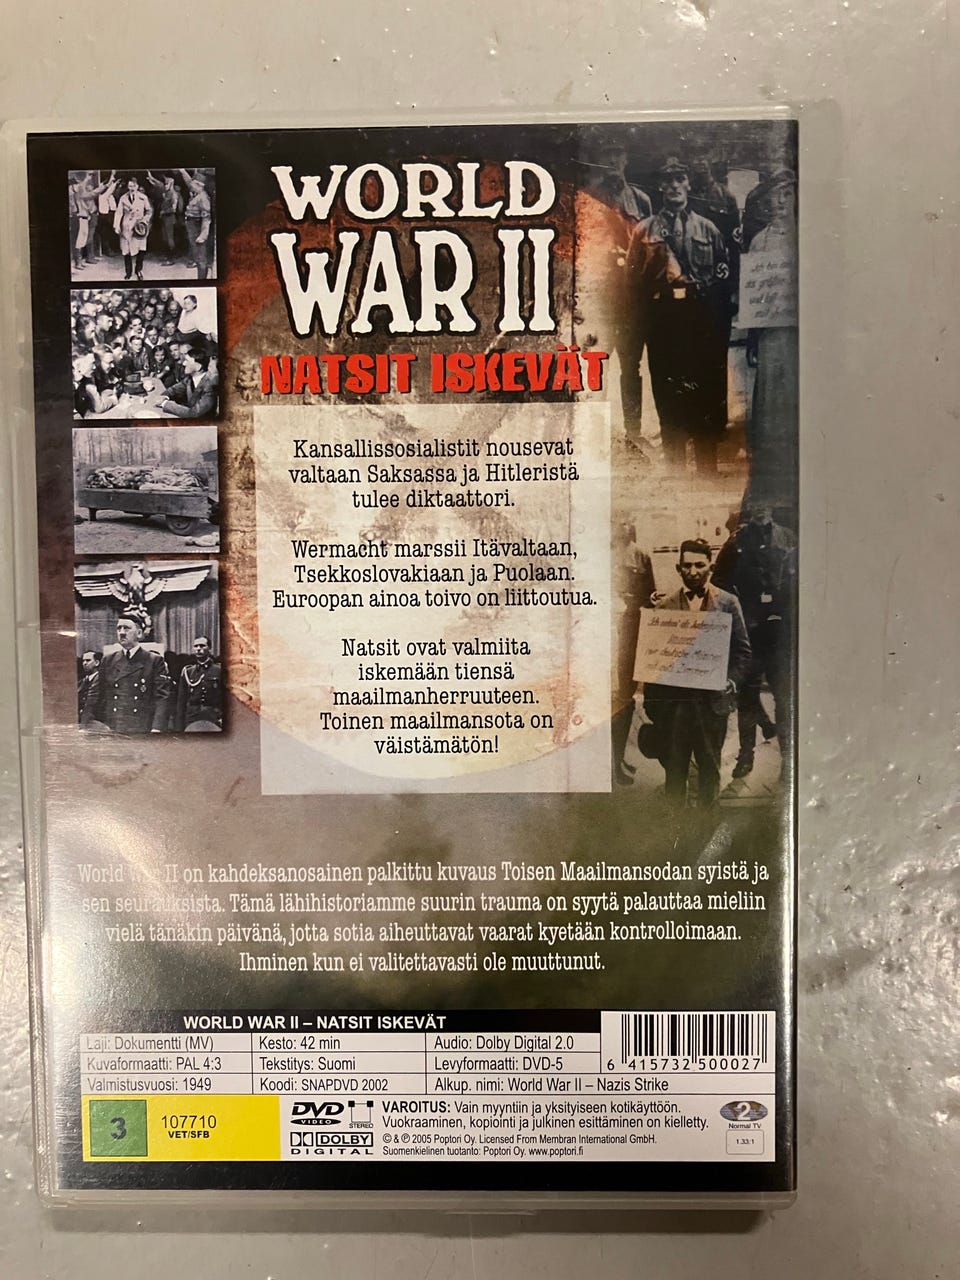 WORLD
WAR II
NATSIT ISKEVÄT
Kansallissosialistit nousevat
valtaan Saksassa ja Hitleristä
tulee diktaattori.
Wermacht marssii Itävaltaan,
Tsekkoslovakiaan ja Puolaan.
Euroopan ainoa toivo on liittoutua.
Natsit ovat valmiita
iskemään tiensä
maailmanherruuteen.
Toinen maailmansota on
väistämätön!
World War II on kahdeksanosainen palkittu kuvaus Toisen Maailmansodan syistä ja
sen seurauksista. Tämä lähihistoriamme suurin trauma on syytä palauttaa mieliin
vielä tänäkin päivänä, jotta sotia aiheuttavat vaarat kyetään kontrolloimaan.
Ihminen kun ei valitettavasti ole muuttunut.
WORLD WAR II – NATSIT ISKEVÄT
Laji: Dokumentti (MV) Kesto: 42 min Audio: Dolby Digital 2.0
Kuvaformaatti: PAL 4:3 Tekstitys: Suomi Levyformaatti: DVD-5
Valmistusvuosi: 1949 Koodi: SNAPDVD 2002 Alkup. nimi: World War II – Nazis Strike
6 415732 500027
3
107710
VET/SFB
DVD
VIDEO
STEREO
DOLBY
DIGITAL
VAROITUS: Vain myyntiin ja yksityiseen kotikäyttöön.
Vuokraaminen, kopiointi ja julkinen esittäminen on kielletty.
© & ℗ 2005 Poptori Oy. Licensed From Membran International GmbH.
Suomenkielinen tuotanto: Poptori Oy. www.poptori.fi
2
Normal TV
1.33:1